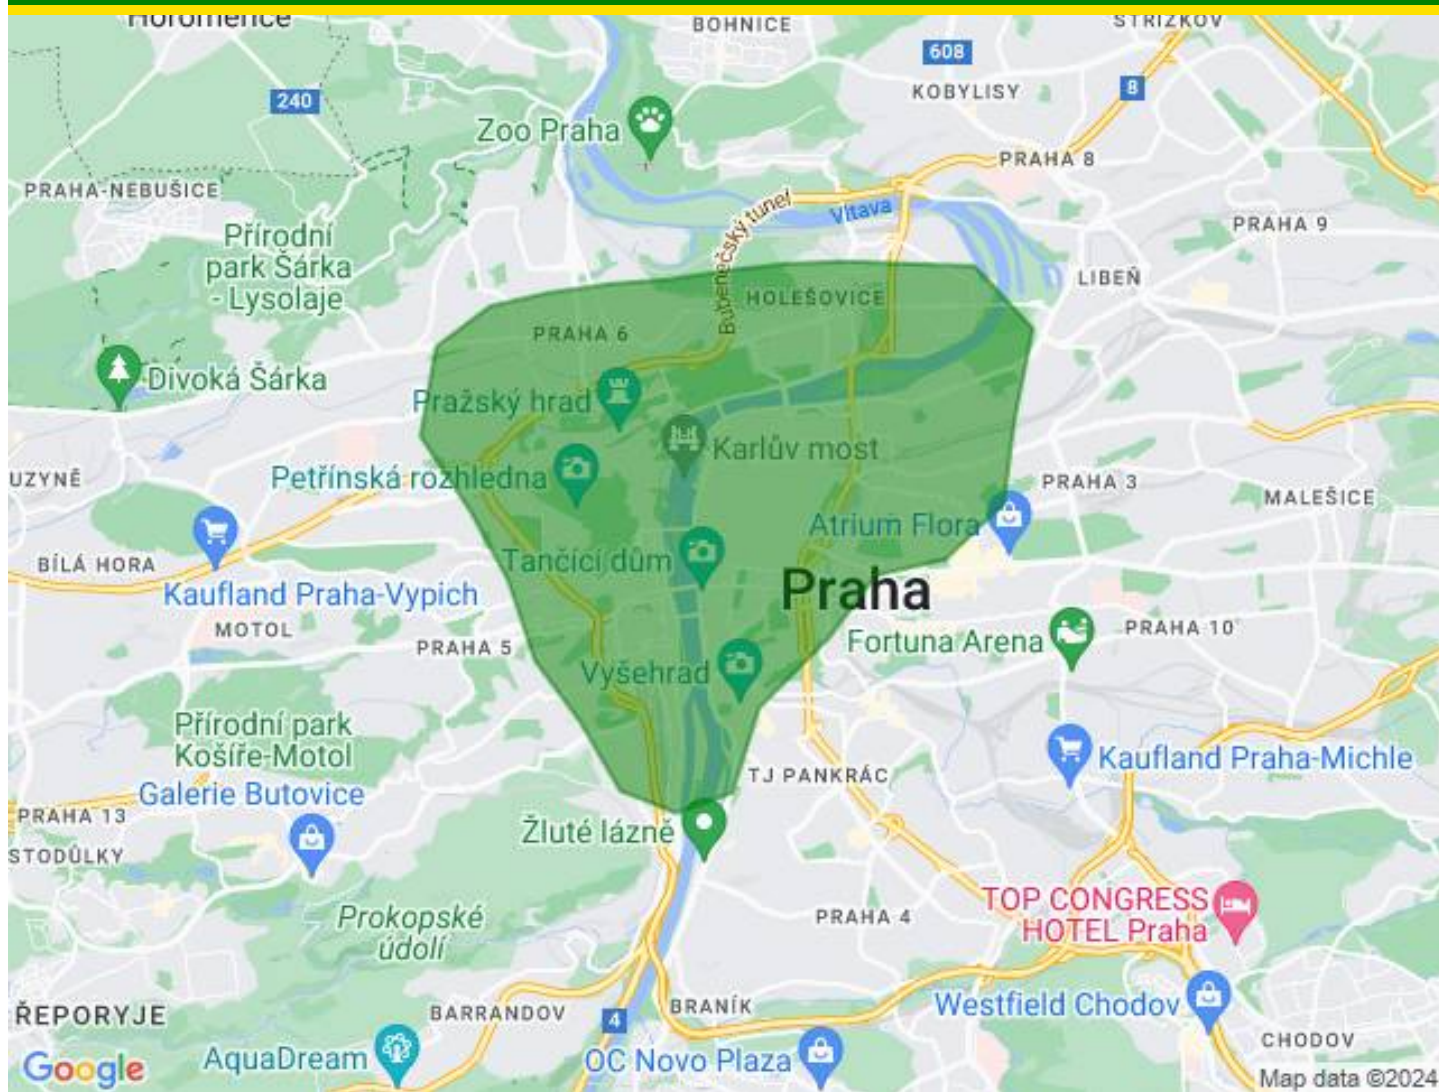 Horoměřice
BOHNICE
STŘÍŽKOV
608
KOBYLISY
8
240
Zoo Praha
PRAHA 8
PRAHA-NEBUŠICE
Bubenečský tunel
Vltava
PRAHA 9
Přírodní
park Šárka
- Lysolaje
LIBEŇ
HOLEŠOVICE
PRAHA 6
Divoká Šárka
Pražský hrad
Karlův most
Petřínská rozhledna
UZYNĚ
PRAHA 3
MALEŠICE
Atrium Flora
BÍLÁ HORA
Tančící dům
Kaufland Praha-Vypich
Praha
MOTOL
PRAHA 5
Fortuna Arena
PRAHA 10
Vyšehrad
Přírodní park
Košíře-Motol
Galerie Butovice
TJ PANKRÁC
Kaufland Praha-Michle
PRAHA 13
STODŮLKY
Žluté lázně
Prokopské
údolí
PRAHA 4
TOP CONGRESS
HOTEL Praha
ŘEPORYJE
BARRANDOV
4
BRANÍK
Westfield Chodov
CHODOV
Google
AquaDream
OC Novo Plaza
Map data ©2024